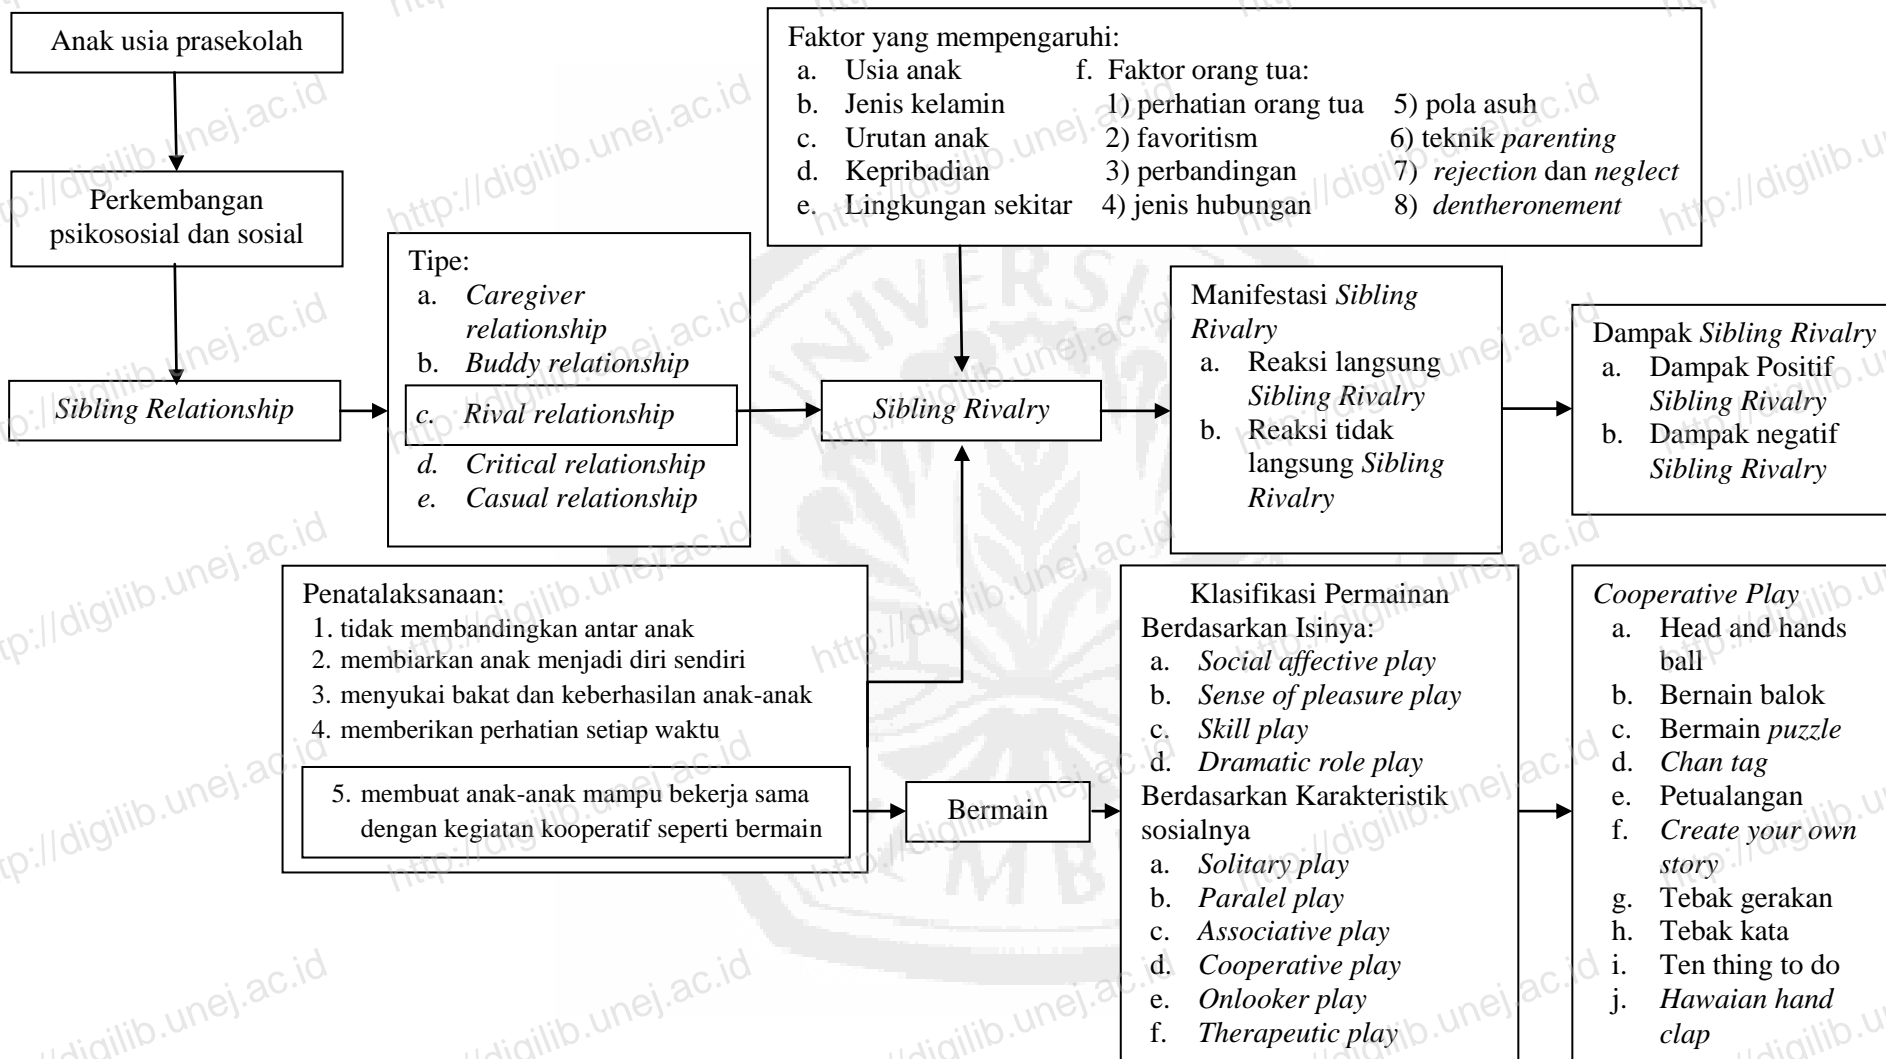 Anak usia prasekolah
Perkembangan
psikososial dan sosial
Sibling Relationship
Tipe:
a. Caregiver
relationship
b. Buddy relationship
c. Rival relationship
d. Critical relationship
e. Casual relationship
Faktor yang mempengaruhi:
a. Usia anak
b. Jenis kelamin
c. Urutan anak
d. Kepribadian
e. Lingkungan sekitar
f. Faktor orang tua:
1) perhatian orang tua
2) favoritism
3) perbandingan
4) jenis hubungan
5) pola asuh
6) teknik parenting
7) rejection dan neglect
8) dentheronement
Sibling Rivalry
Manifestasi Sibling
Rivalry
a. Reaksi langsung
Sibling Rivalry
b. Reaksi tidak
langsung Sibling
Rivalry
Dampak Sibling Rivalry
a. Dampak Positif
Sibling Rivalry
b. Dampak negatif
Sibling Rivalry
Penatalaksanaan:
1. tidak membandingkan antar anak
2. membiarkan anak menjadi diri sendiri
3. menyukai bakat dan keberhasilan anak-anak
4. memberikan perhatian setiap waktu
5. membuat anak-anak mampu bekerja sama
dengan kegiatan kooperatif seperti bermain
Bermain
Klasifikasi Permainan
Berdasarkan Isinya:
a. Social affective play
b. Sense of pleasure play
c. Skill play
d. Dramatic role play
Berdasarkan Karakteristik
sosialnya
a. Solitary play
b. Paralel play
c. Associative play
d. Cooperative play
e. Onlooker play
f. Therapeutic play
Cooperative Play
a. Head and hands
ball
b. Bernain balok
c. Bermain puzzle
d. Chan tag
e. Petualangan
f. Create your own
story
g. Tebak gerakan
h. Tebak kata
i. Ten thing to do
j. Hawaian hand
clap
http://digilib.unej.ac.id